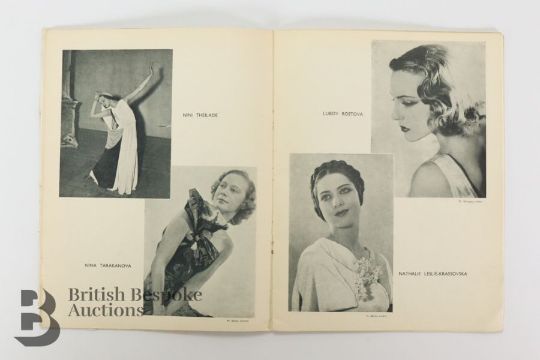 NINI THEILADE
LUBOV ROSTOVA
NINA TARAKANOVA
NATHALIE LESLIE-KRASSOVSKA
B
British Bespoke
Auctions